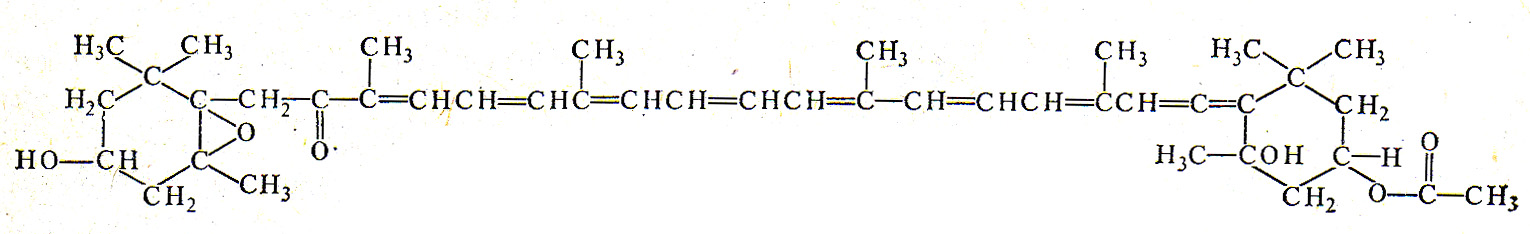 H₃C CH₃ CH₃ CH₃ CH₃ CH₃ H₃C CH₃
C C
H₂C C—CH₂—C—C=CHCH=CHC=CHCH=CHCH=C—CH=CHCH=CCH=C=C CH₂
O O
HO—CH C O H₃C—COH C—H
CH₂ CH₃ CH₂ O—C—CH₃